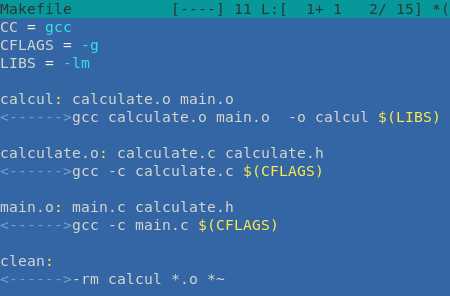 Makefile [----] 11 L:[ 1+ 1 2/ 15] *(
CC = gcc
CFLAGS = -g
LIBS = -lm
calcul: calculate.o main.o
<------>gcc calculate.o main.o  -o calcul $(LIBS)
calculate.o: calculate.c calculate.h
<------>gcc -c calculate.c $(CFLAGS)
main.o: main.c calculate.h
<------>gcc -c main.c $(CFLAGS)
clean:
<------>-rm calcul *.o *~